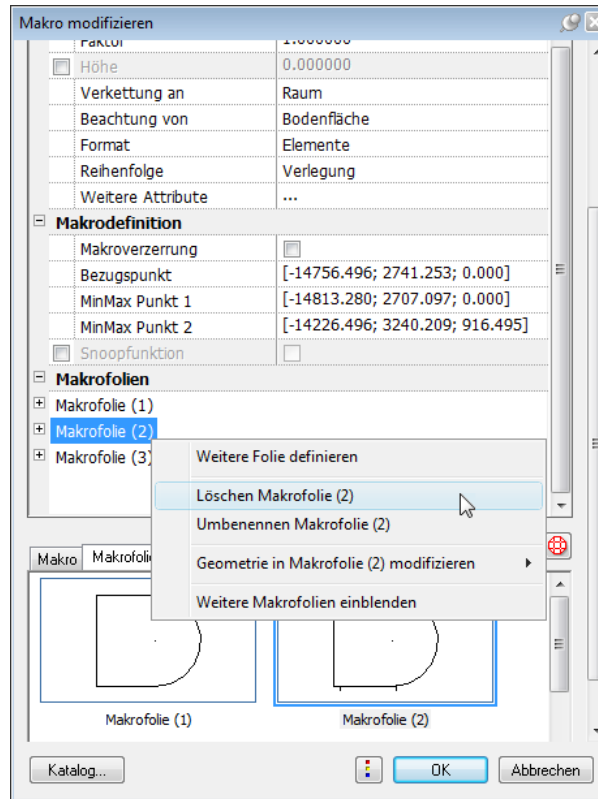 Makro modifizieren
Faktor 1.000000
Höhe 0.000000
Verkettung an Raum
Beachtung von Bodenfläche
Format Elemente
Reihenfolge Verlegung
Weitere Attribute ...
Makrodefinition
Makroverzerrung
Bezugspunkt [-14756.496; 2741.253; 0.000]
MinMax Punkt 1 [-14813.280; 2707.097; 0.000]
MinMax Punkt 2 [-14226.496; 3240.209; 916.495]
Snoopfunktion
Makrofolien
Makrofolie (1)
Makrofolie (2)
Makrofolie (3)
Weitere Folie definieren
Löschen Makrofolie (2)
Umbenennen Makrofolie (2)
Geometrie in Makrofolie (2) modifizieren
Weitere Makrofolien einblenden
Makro Makrofolie
Makrofolie (1) Makrofolie (2)
Katalog... OK Abbrechen